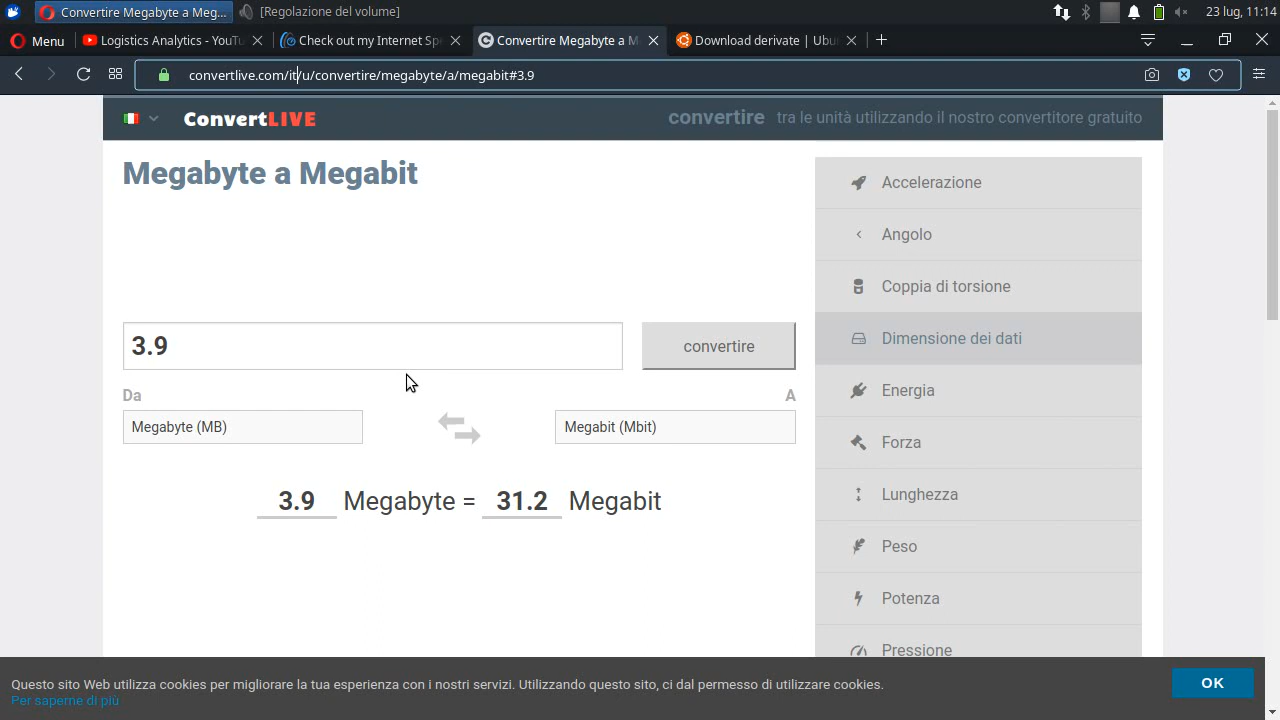 Convertire Megabyte a Meg...
[Regolazione del volume]
23 lug, 11:14
Menu
Logistics Analytics - YouTu
Check out my Internet Spe
Convertire Megabyte a M
Download derivate | Ubu
convertlive.com/it/u/convertire/megabyte/a/megabit#3.9
ConvertLIVE
convertire tra le unità utilizzando il nostro convertitore gratuito
Megabyte a Megabit
3.9
convertire
Da
A
Megabyte (MB)
Megabit (Mbit)
3.9 Megabyte = 31.2 Megabit
Accelerazione
Angolo
Coppia di torsione
Dimensione dei dati
Energia
Forza
Lunghezza
Peso
Potenza
Pressione
Questo sito Web utilizza cookies per migliorare la tua esperienza con i nostri servizi. Utilizzando questo sito, ci dal permesso di utilizzare cookies.
Per saperne di più
OK